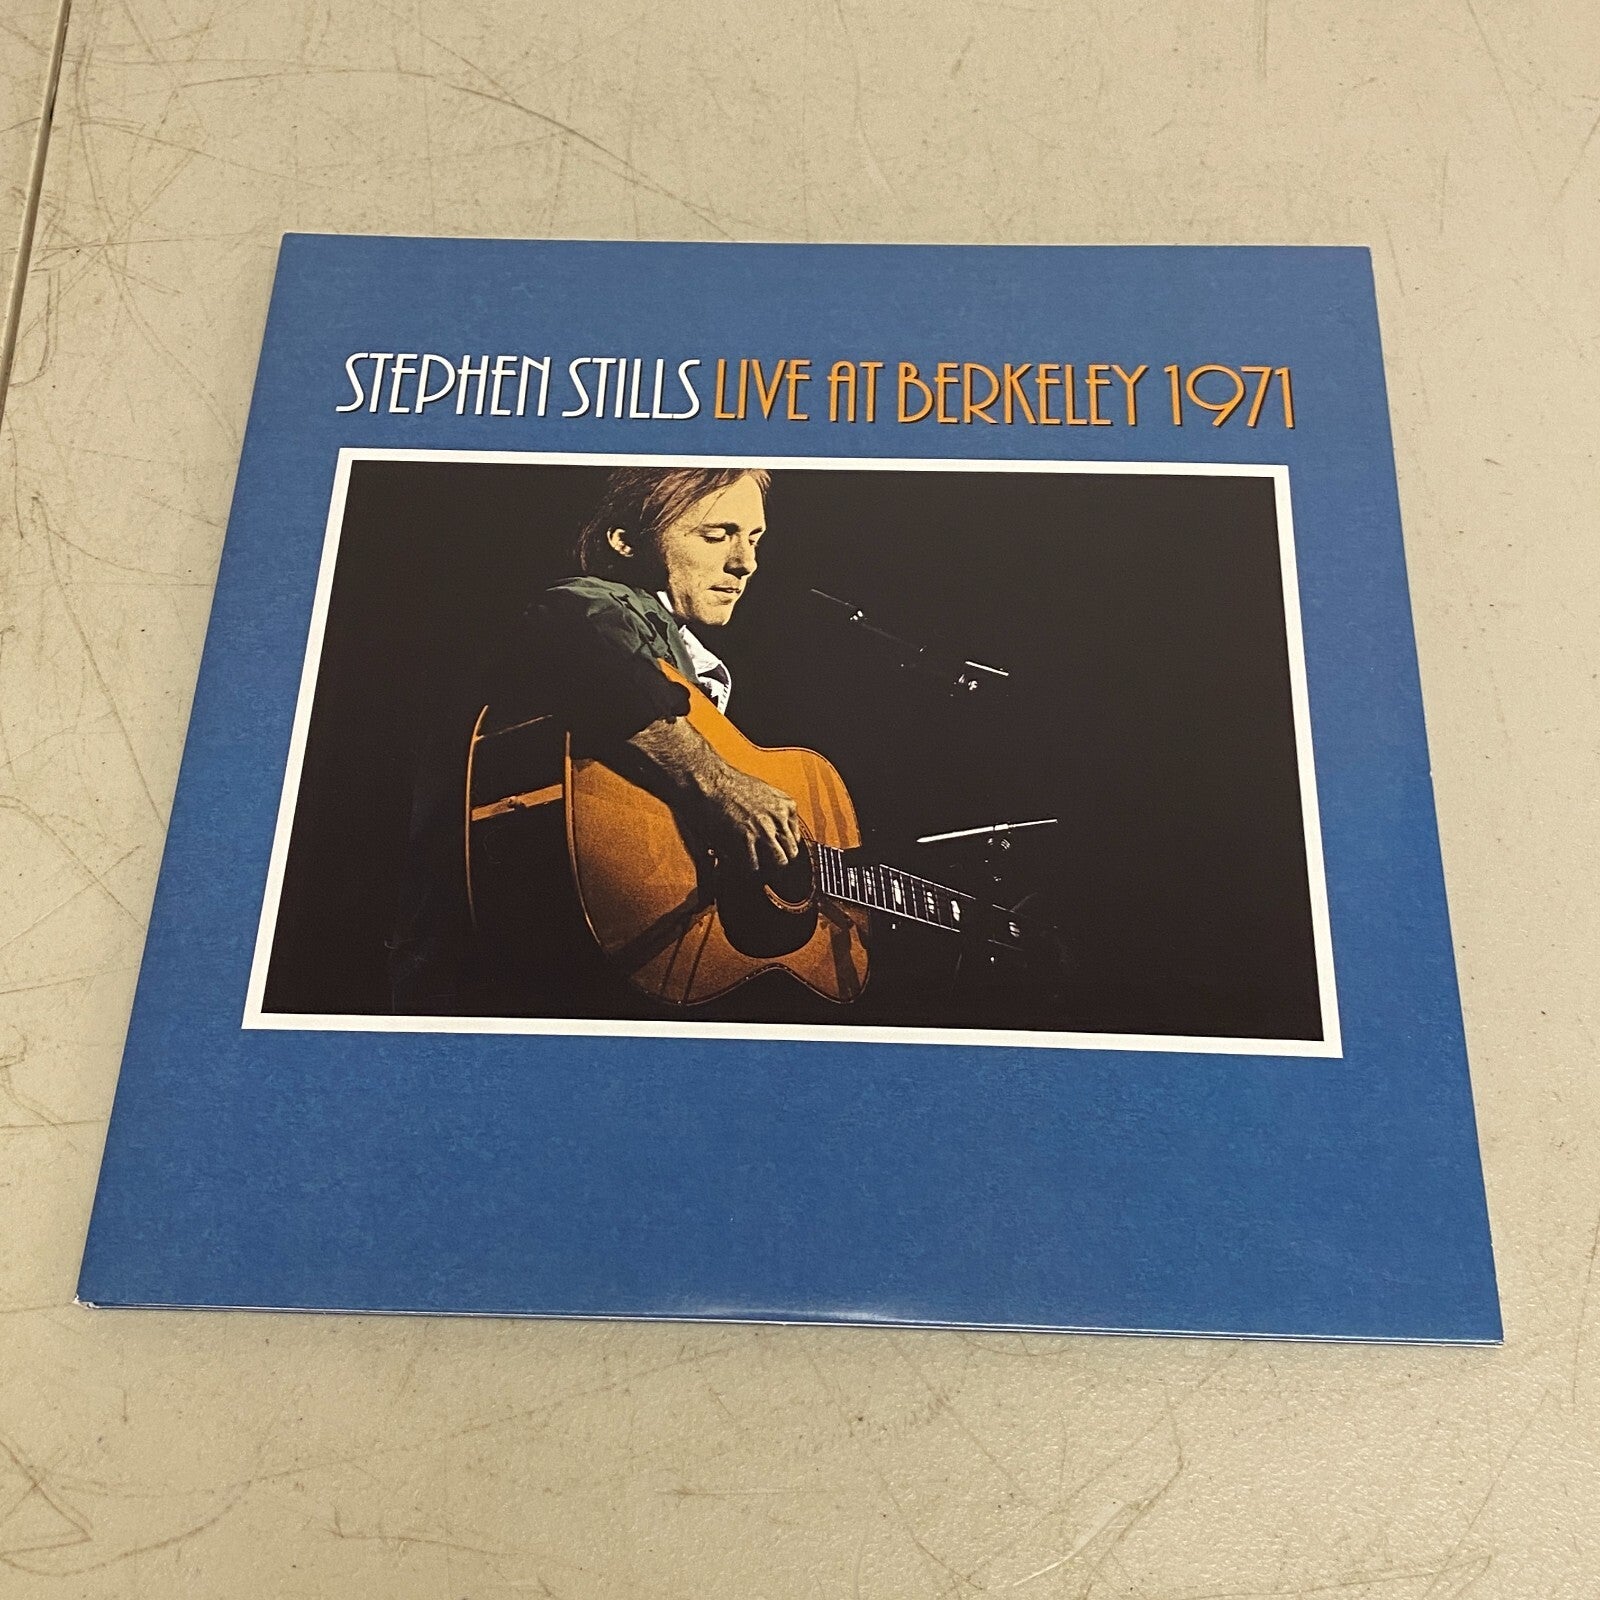 STEPHEN STILLS LIVE AT BERKELEY 1971